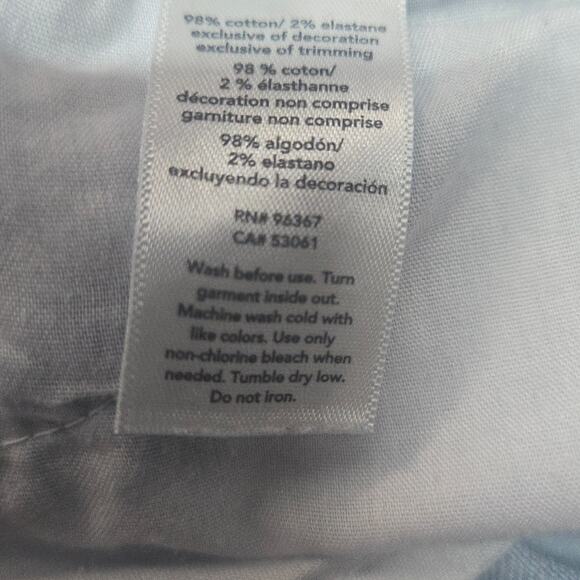 98% cotton/ 2% elastane
exclusive of decoration
exclusive of trimming
98 % coton/
2 % élasthanne
décoration non comprise
garniture non comprise
98% algodón/
2% elastano
excluyendo la decoración
RN# 96367
CA# 53061
Wash before use. Turn
garment inside out.
Machine wash cold with
like colors. Use only
non-chlorine bleach when
needed. Tumble dry low.
Do not iron.